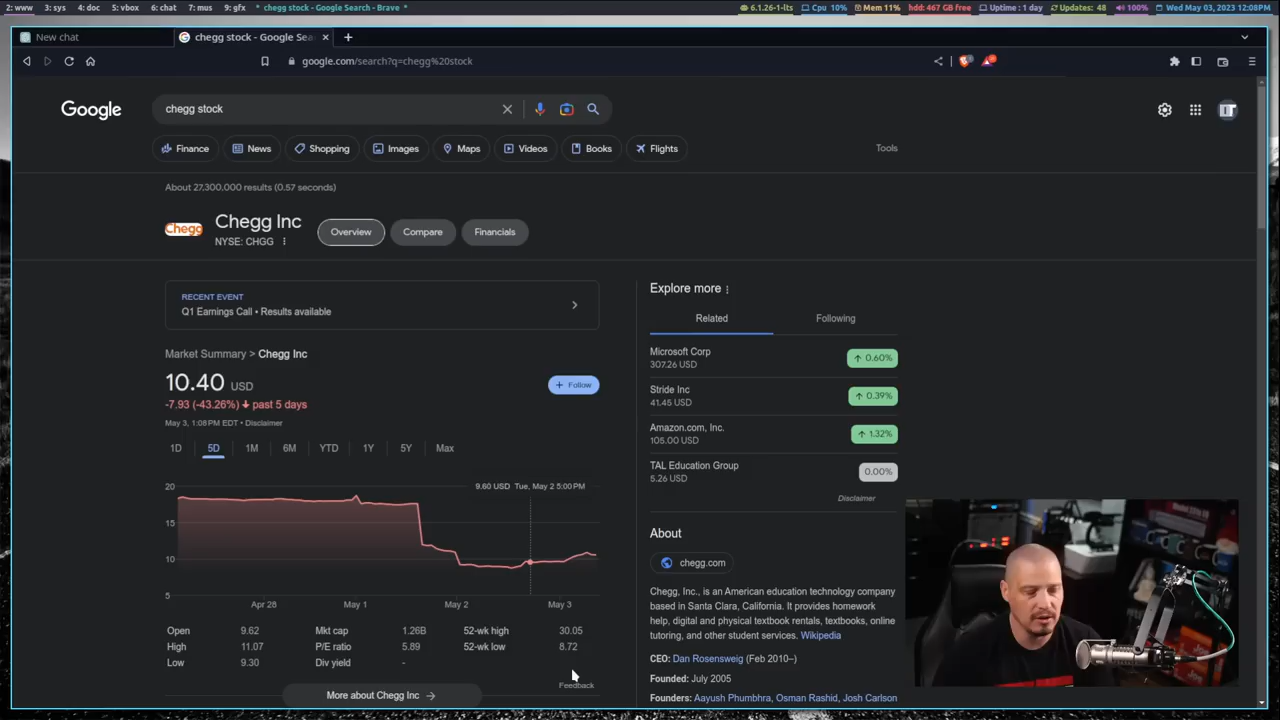 2: www 3: sys 4: doc 5: vbox 6: chat 7: mus 9: gfx * chegg stock - Google Search - Brave *
6.1.26-1-lts Cpu 10% Mem 11% hdd: 467 GB free Uptime : 1 day Updates: 48 100% Wed May 03, 2023 12:08PM
New chat
chegg stock - Google Sea
google.com/search?q=chegg%20stock
Google
chegg stock
Finance
News
Shopping
Images
Maps
Videos
Books
Flights
Tools
About 27,300,000 results (0.57 seconds)
Chegg
Chegg Inc
NYSE: CHGG
Overview
Compare
Financials
RECENT EVENT
Q1 Earnings Call • Results available
Market Summary > Chegg Inc
10.40 USD
+ Follow
-7.93 (-43.26%) ↓ past 5 days
May 3, 1:08 PM EDT • Disclaimer
1D 5D 1M 6M YTD 1Y 5Y Max
9.60 USD Tue, May 2 5:00 PM
20
15
10
5
Apr 28 May 1 May 2 May 3
Open 9.62 Mkt cap 1.26B 52-wk high 30.05
High 11.07 P/E ratio 5.89 52-wk low 8.72
Low 9.30 Div yield -
Feedback
More about Chegg Inc →
Explore more
Related
Following
Microsoft Corp
307.26 USD
↑ 0.60%
Stride Inc
41.45 USD
↑ 0.39%
Amazon.com, Inc.
105.00 USD
↑ 1.32%
TAL Education Group
5.26 USD
0.00%
Disclaimer
About
chegg.com
Chegg, Inc., is an American education technology company
based in Santa Clara, California. It provides homework
help, digital and physical textbook rentals, textbooks, online
tutoring, and other student services. Wikipedia
CEO: Dan Rosensweig (Feb 2010–)
Founded: July 2005
Founders: Aayush Phumbhra, Osman Rashid, Josh Carlson